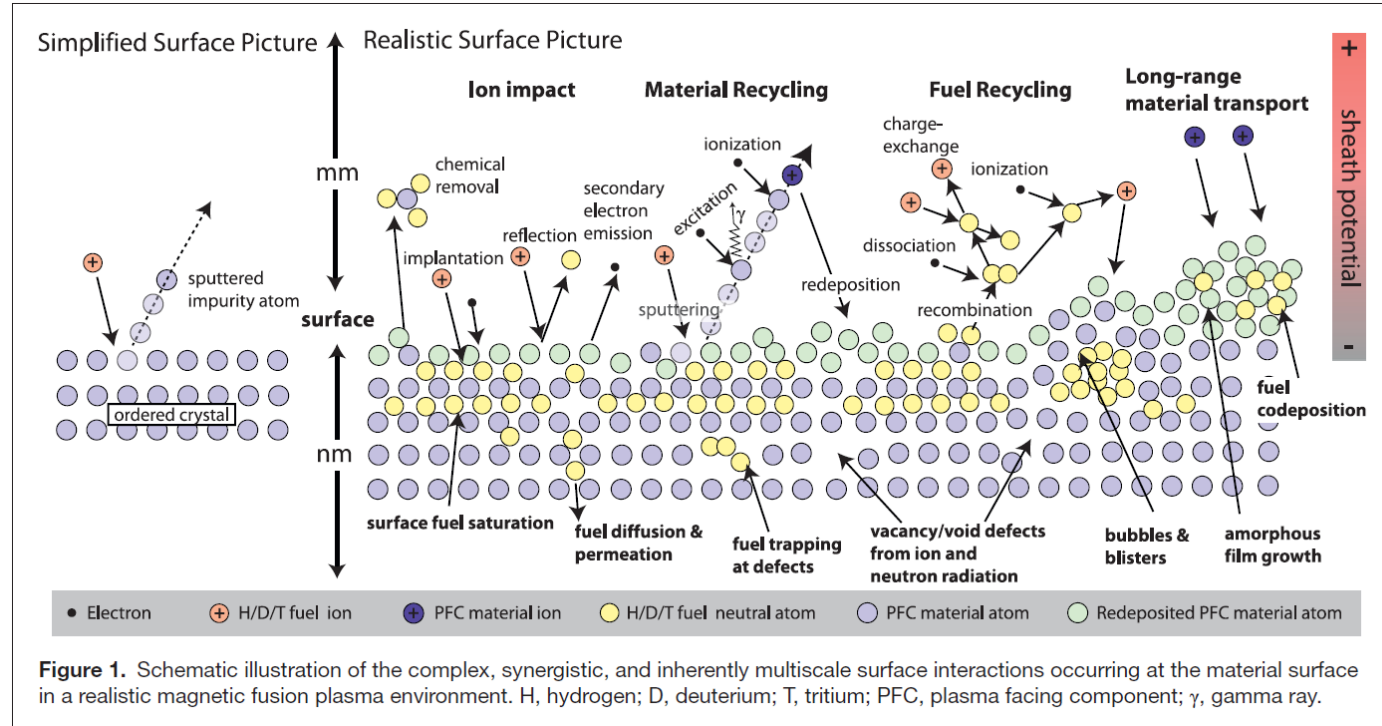 Simplified Surface Picture
Realistic Surface Picture
Ion impact
Material Recycling
Fuel Recycling
Long-range
material transport
+
sheath potential
-
mm
surface
nm
+
sputtered
impurity atom
ordered crystal
chemical
removal
implantation
+
reflection
+
secondary
electron
emission
+
sputtering
excitation
γ
ionization
+
redeposition
charge-
exchange
+
+
ionization
+
dissociation
recombination
+
+
fuel
codeposition
surface fuel saturation
fuel diffusion &
permeation
fuel trapping
at defects
vacancy/void defects
from ion and
neutron radiation
bubbles &
blisters
amorphous
film growth
Electron
+ H/D/T fuel ion
+ PFC material ion
H/D/T fuel neutral atom
PFC material atom
Redeposited PFC material atom
Figure 1. Schematic illustration of the complex, synergistic, and inherently multiscale surface interactions occurring at the material surface
in a realistic magnetic fusion plasma environment. H, hydrogen; D, deuterium; T, tritium; PFC, plasma facing component; γ, gamma ray.